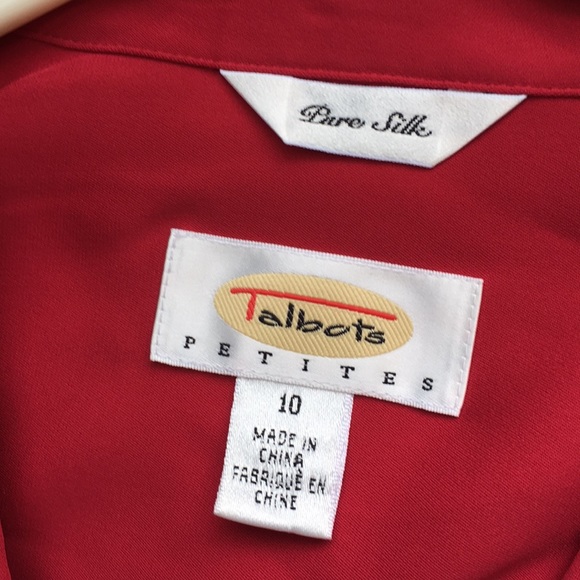 Pure Silk
Talbots
PETITES
10
MADE IN
CHINA
FABRIQUÉ EN
CHINE